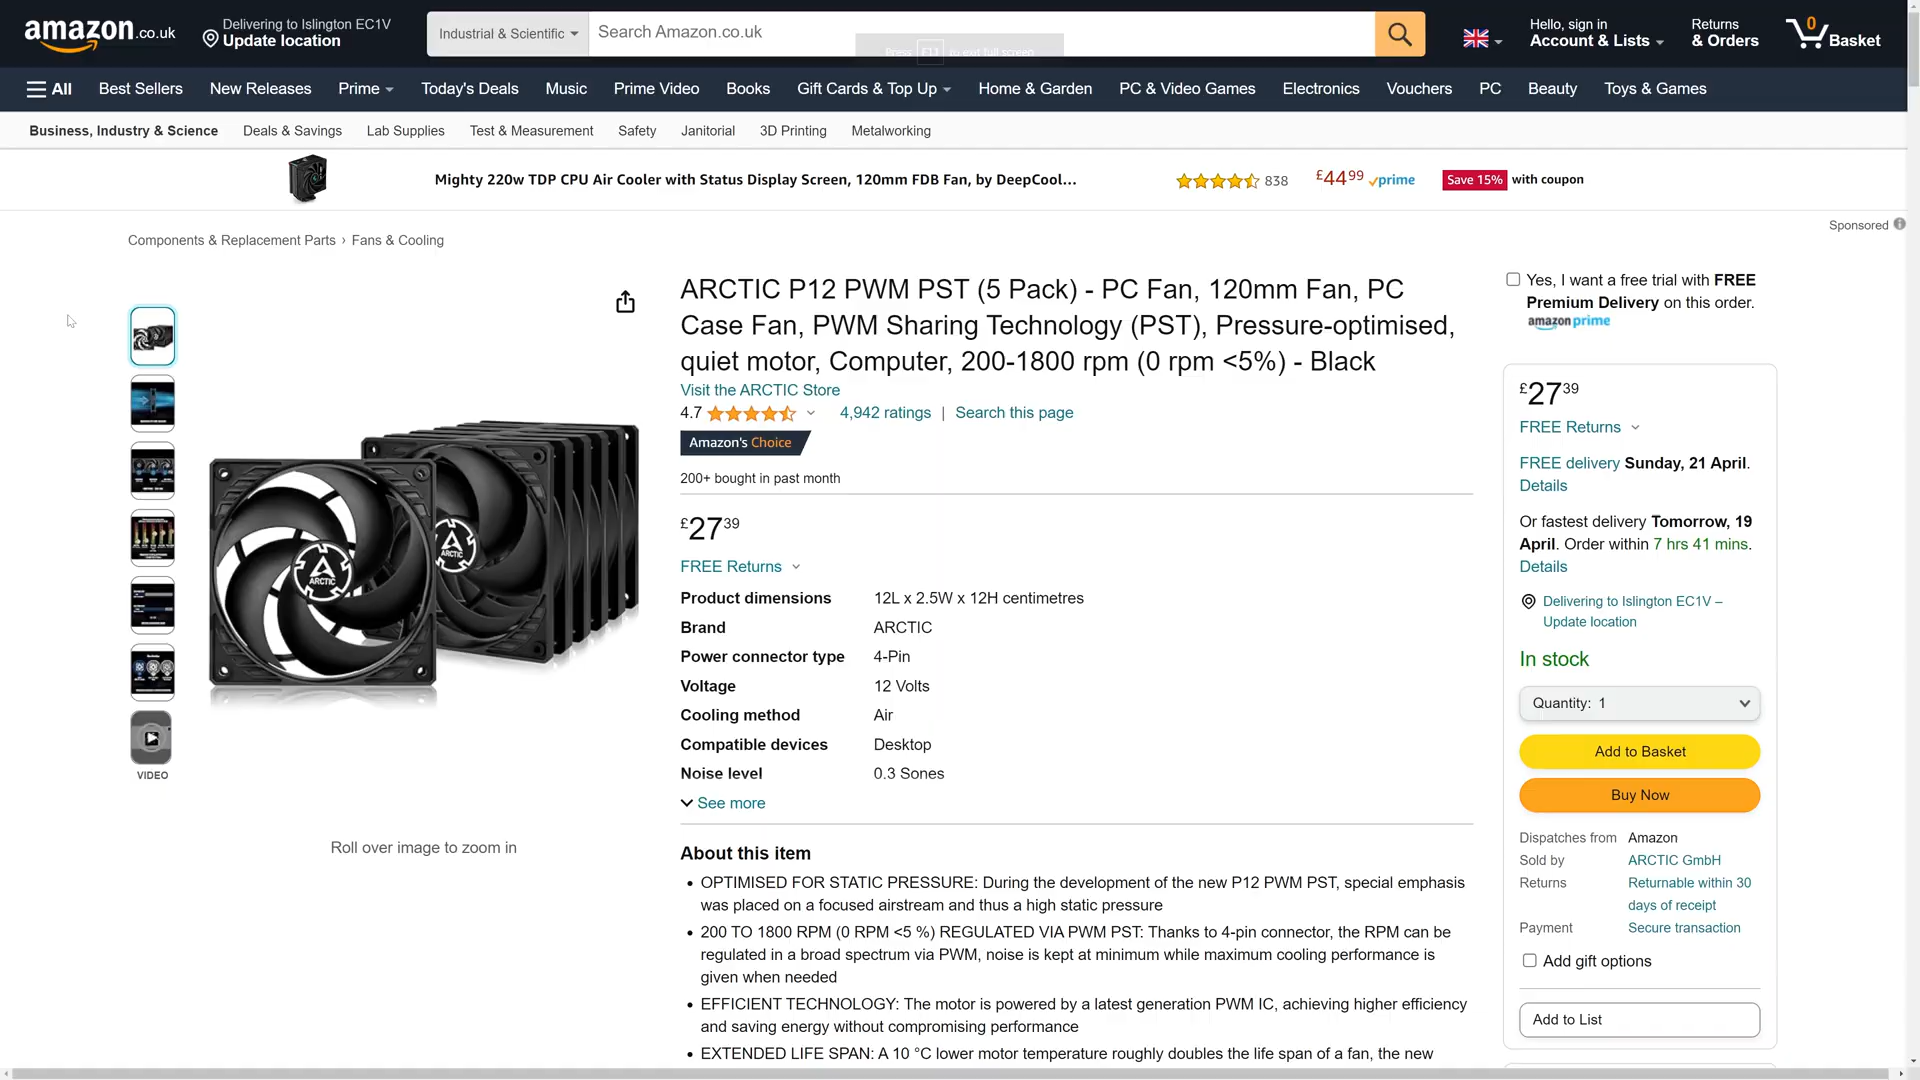 amazon.co.uk
Delivering to Islington EC1V
Update location
Industrial & Scientific
Search Amazon.co.uk
Press F11 to exit full screen
Hello, sign in
Account & Lists
Returns
& Orders
0
Basket
All
Best Sellers
New Releases
Prime
Today's Deals
Music
Prime Video
Books
Gift Cards & Top Up
Home & Garden
PC & Video Games
Electronics
Vouchers
PC
Beauty
Toys & Games
Business, Industry & Science
Deals & Savings
Lab Supplies
Test & Measurement
Safety
Janitorial
3D Printing
Metalworking
Mighty 220w TDP CPU Air Cooler with Status Display Screen, 120mm FDB Fan, by DeepCool...
838
£44 99 prime
Save 15% with coupon
Sponsored
Components & Replacement Parts › Fans & Cooling
ARCTIC
ARCTIC
VIDEO
Roll over image to zoom in
ARCTIC P12 PWM PST (5 Pack) - PC Fan, 120mm Fan, PC
Case Fan, PWM Sharing Technology (PST), Pressure-optimised,
quiet motor, Computer, 200-1800 rpm (0 rpm <5%) - Black
Visit the ARCTIC Store
4.7
4,942 ratings | Search this page
Amazon's Choice
200+ bought in past month
£27 39
FREE Returns
Product dimensions 12L x 2.5W x 12H centimetres
Brand ARCTIC
Power connector type 4-Pin
Voltage 12 Volts
Cooling method Air
Compatible devices Desktop
Noise level 0.3 Sones
See more
About this item
• OPTIMISED FOR STATIC PRESSURE: During the development of the new P12 PWM PST, special emphasis
was placed on a focused airstream and thus a high static pressure
• 200 TO 1800 RPM (0 RPM <5 %) REGULATED VIA PWM PST: Thanks to 4-pin connector, the RPM can be
regulated in a broad spectrum via PWM, noise is kept at minimum while maximum cooling performance is
given when needed
• EFFICIENT TECHNOLOGY: The motor is powered by a latest generation PWM IC, achieving higher efficiency
and saving energy without compromising performance
• EXTENDED LIFE SPAN: A 10 °C lower motor temperature roughly doubles the life span of a fan, the new
Yes, I want a free trial with FREE
Premium Delivery on this order.
amazon prime
£27 39
FREE Returns
FREE delivery Sunday, 21 April.
Details
Or fastest delivery Tomorrow, 19
April. Order within 7 hrs 41 mins.
Details
Delivering to Islington EC1V –
Update location
In stock
Quantity: 1
Add to Basket
Buy Now
Dispatches from Amazon
Sold by ARCTIC GmbH
Returns Returnable within 30
days of receipt
Payment Secure transaction
Add gift options
Add to List